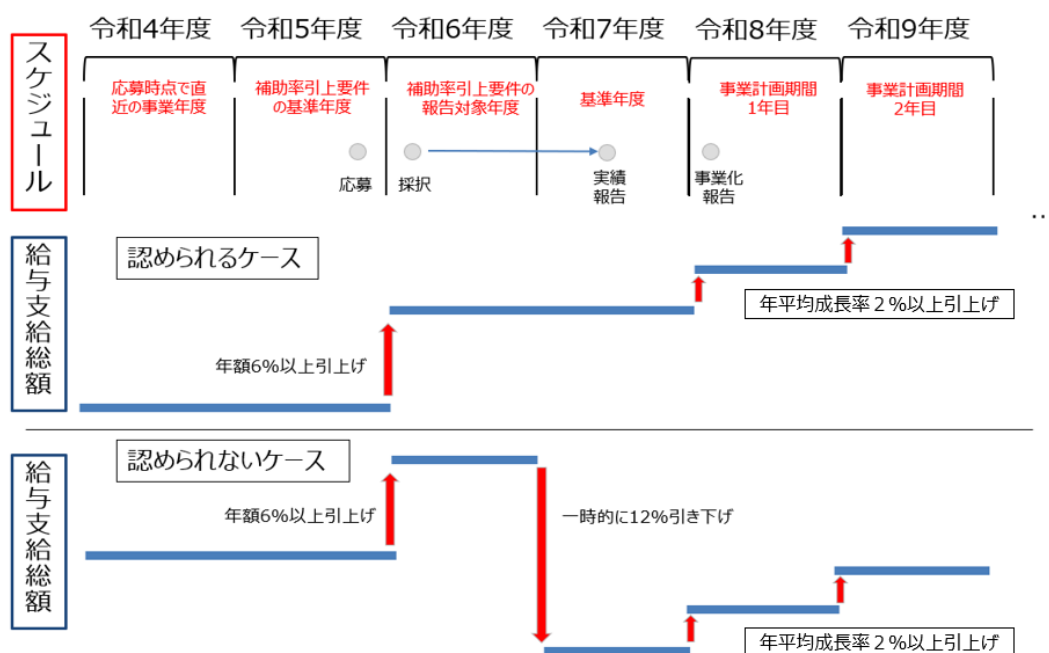 令和4年度 令和5年度 令和6年度 令和7年度 令和8年度 令和9年度
スケジュール
応募時点で直
近の事業年度
補助率引上要件
の基準年度
補助率引上要件の
報告対象年度
基準年度
事業計画期間
1年目
事業計画期間
2年目
応募
採択
実績
報告
事業化
報告
‥
給与支給総額
認められるケース
年額6%以上引上げ
年平均成長率2%以上引上げ
給与支給総額
認められないケース
年額6%以上引上げ
一時的に12%引き下げ
年平均成長率2%以上引上げ